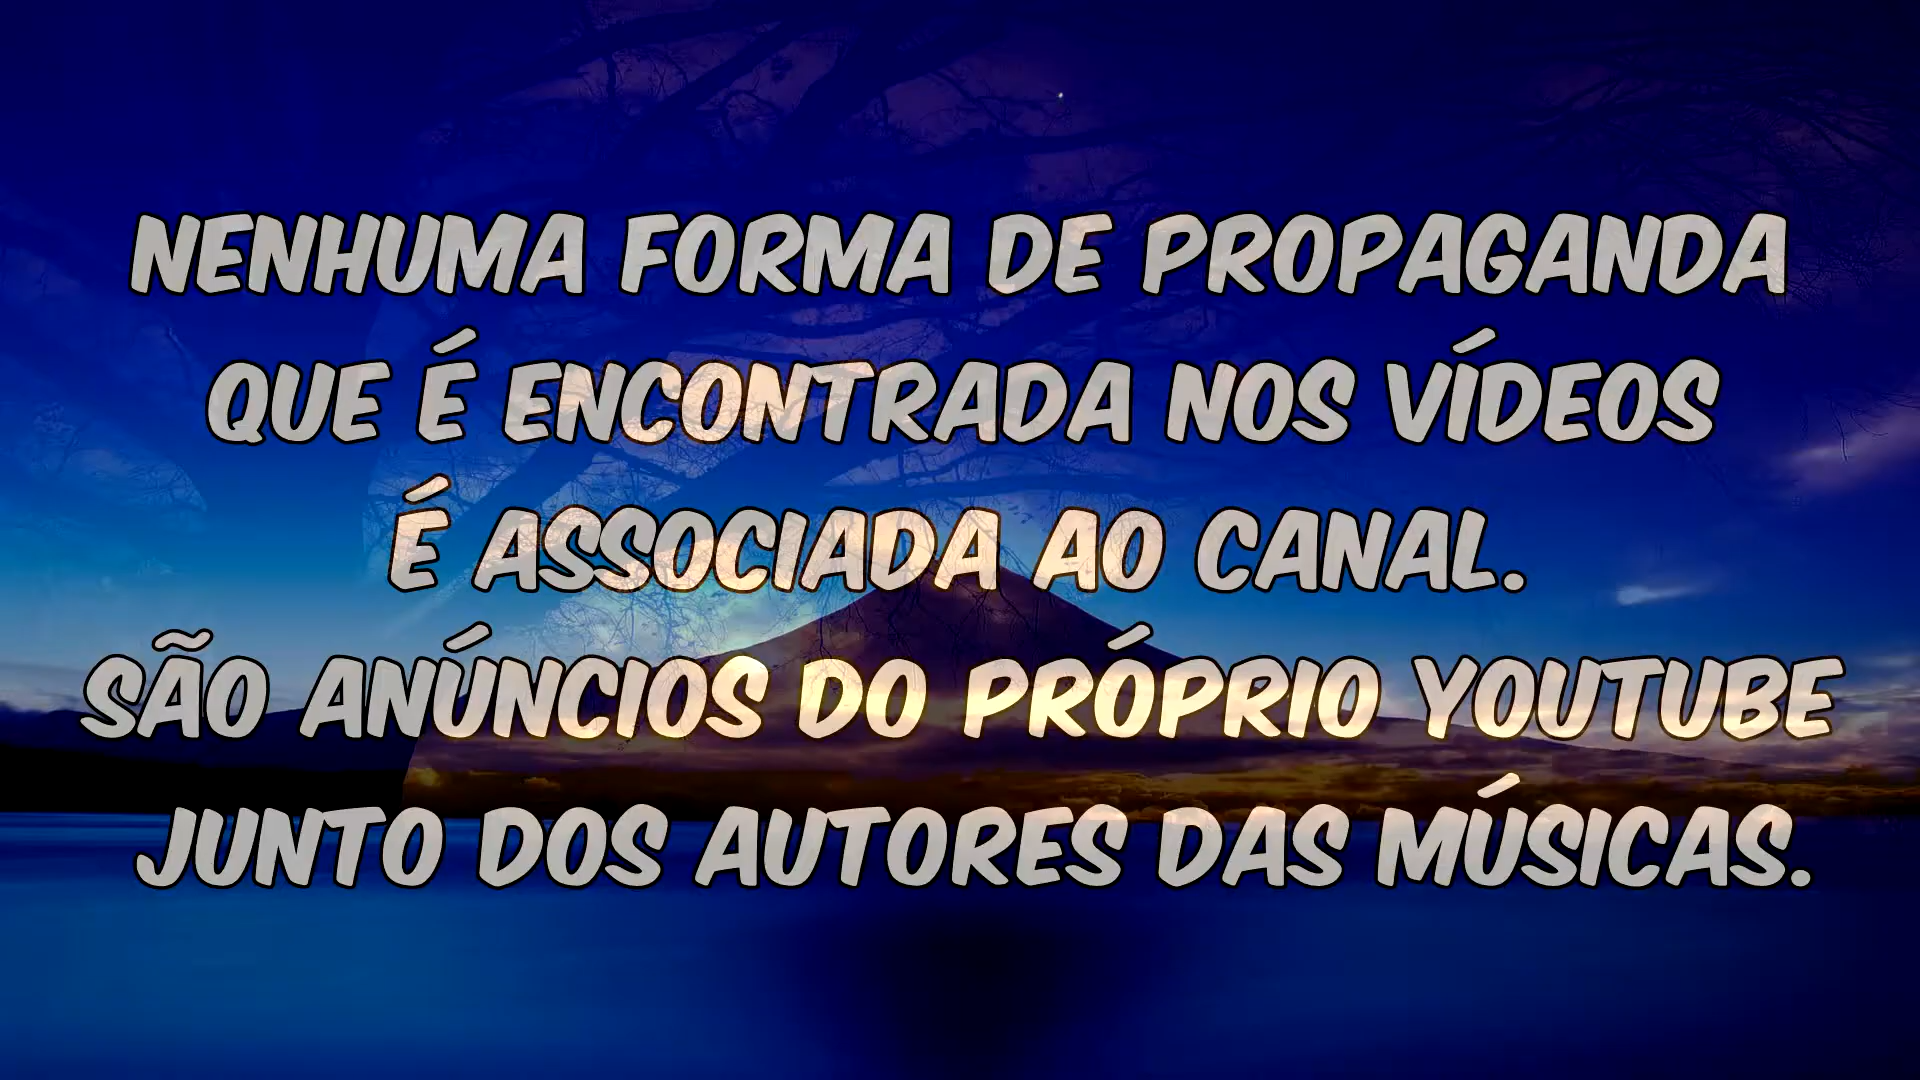 NENHUMA FORMA DE PROPAGANDA
QUE É ENCONTRADA NOS VÍDEOS
É ASSOCIADA AO CANAL.
SÃO ANÚNCIOS DO PRÓPRIO YOUTUBE
JUNTO DOS AUTORES DAS MÚSICAS.